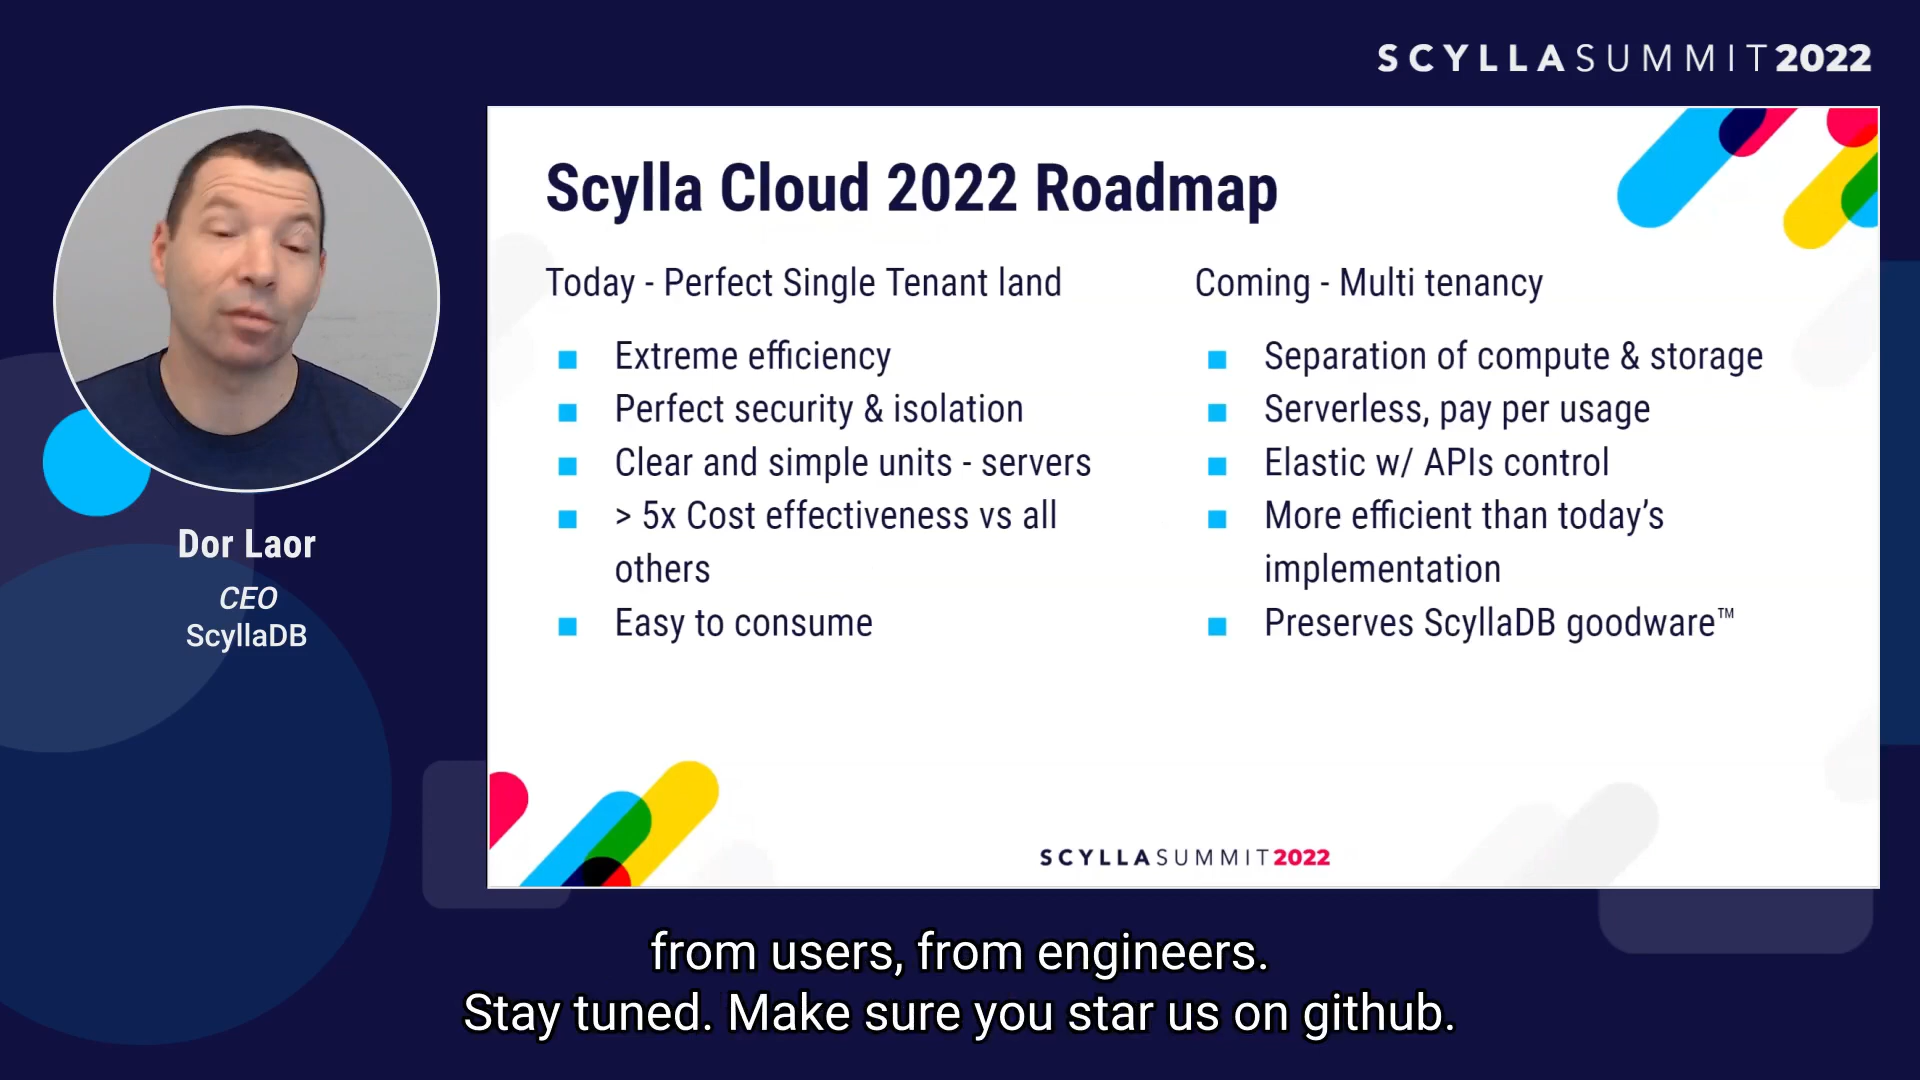 SCYLLASUMMIT2022
Dor Laor
CEO
ScyllaDB
Scylla Cloud 2022 Roadmap
Today - Perfect Single Tenant land
Extreme efficiency
Perfect security & isolation
Clear and simple units - servers
> 5x Cost effectiveness vs all
others
Easy to consume
Coming - Multi tenancy
Separation of compute & storage
Serverless, pay per usage
Elastic w/ APIs control
More efficient than today’s
implementation
Preserves ScyllaDB goodware™
SCYLLASUMMIT2022
from users, from engineers.
Stay tuned. Make sure you star us on github.